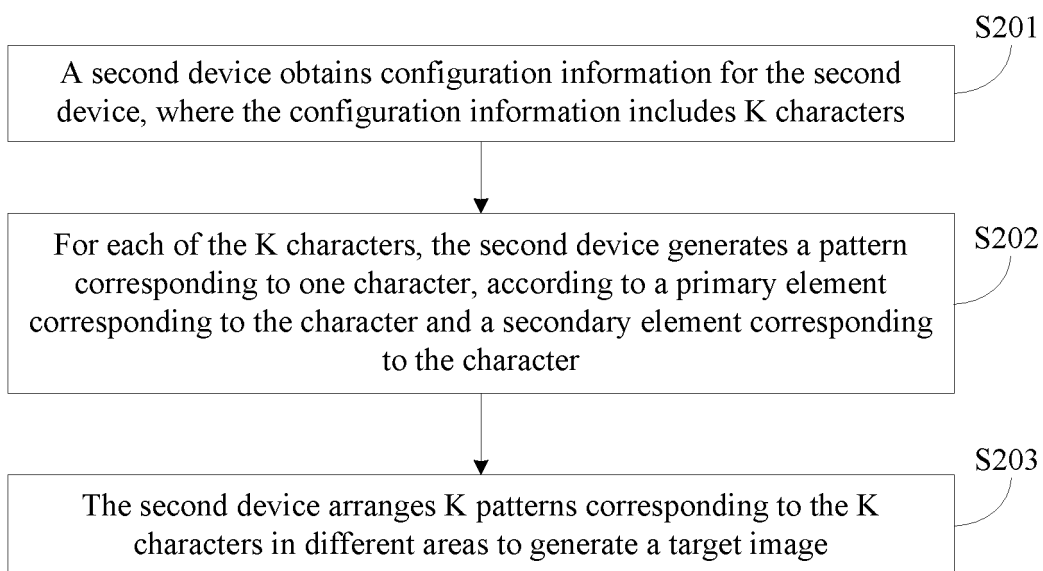 S201
A second device obtains configuration information for the second
device, where the configuration information includes K characters
S202
For each of the K characters, the second device generates a pattern
corresponding to one character, according to a primary element
corresponding to the character and a secondary element corresponding
to the character
S203
The second device arranges K patterns corresponding to the K
characters in different areas to generate a target image